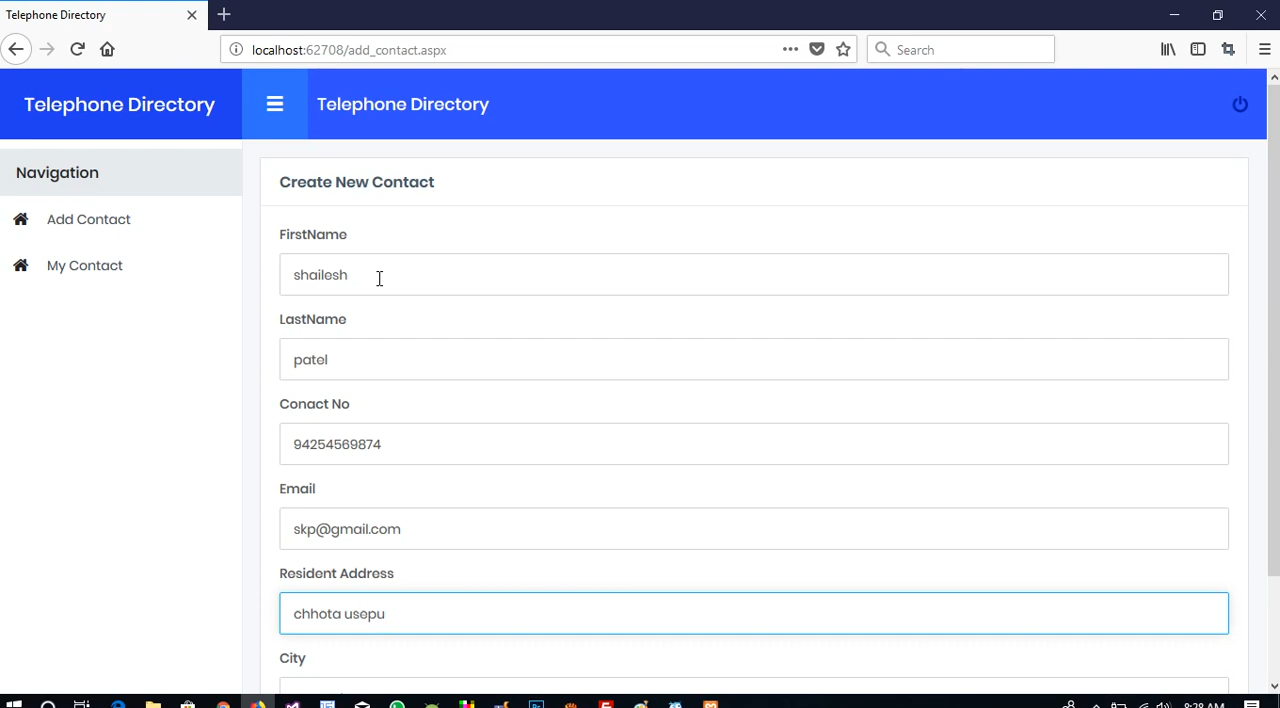 Telephone Directory
localhost:62708/add_contact.aspx
Search
Telephone Directory
Telephone Directory
Navigation
Add Contact
My Contact
Create New Contact
FirstName
shailesh
LastName
patel
Conact No
94254569874
Email
skp@gmail.com
Resident Address
chhota usepu
City